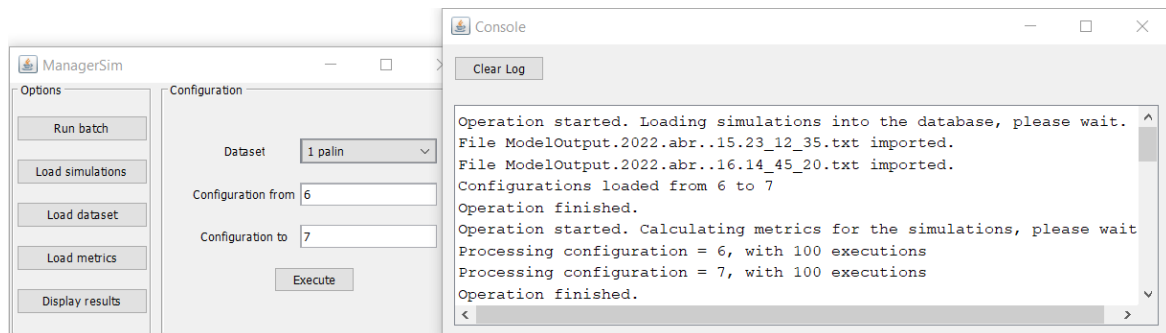 ManagerSim
Options
Run batch
Load simulations
Load dataset
Load metrics
Display results
Configuration
Dataset 1 palin
Configuration from 6
Configuration to 7
Execute
Console
Clear Log
Operation started. Loading simulations into the database, please wait.
File ModelOutput.2022.abr..15.23_12_35.txt imported.
File ModelOutput.2022.abr..16.14_45_20.txt imported.
Configurations loaded from 6 to 7
Operation finished.
Operation started. Calculating metrics for the simulations, please wait
Processing configuration = 6, with 100 executions
Processing configuration = 7, with 100 executions
Operation finished.